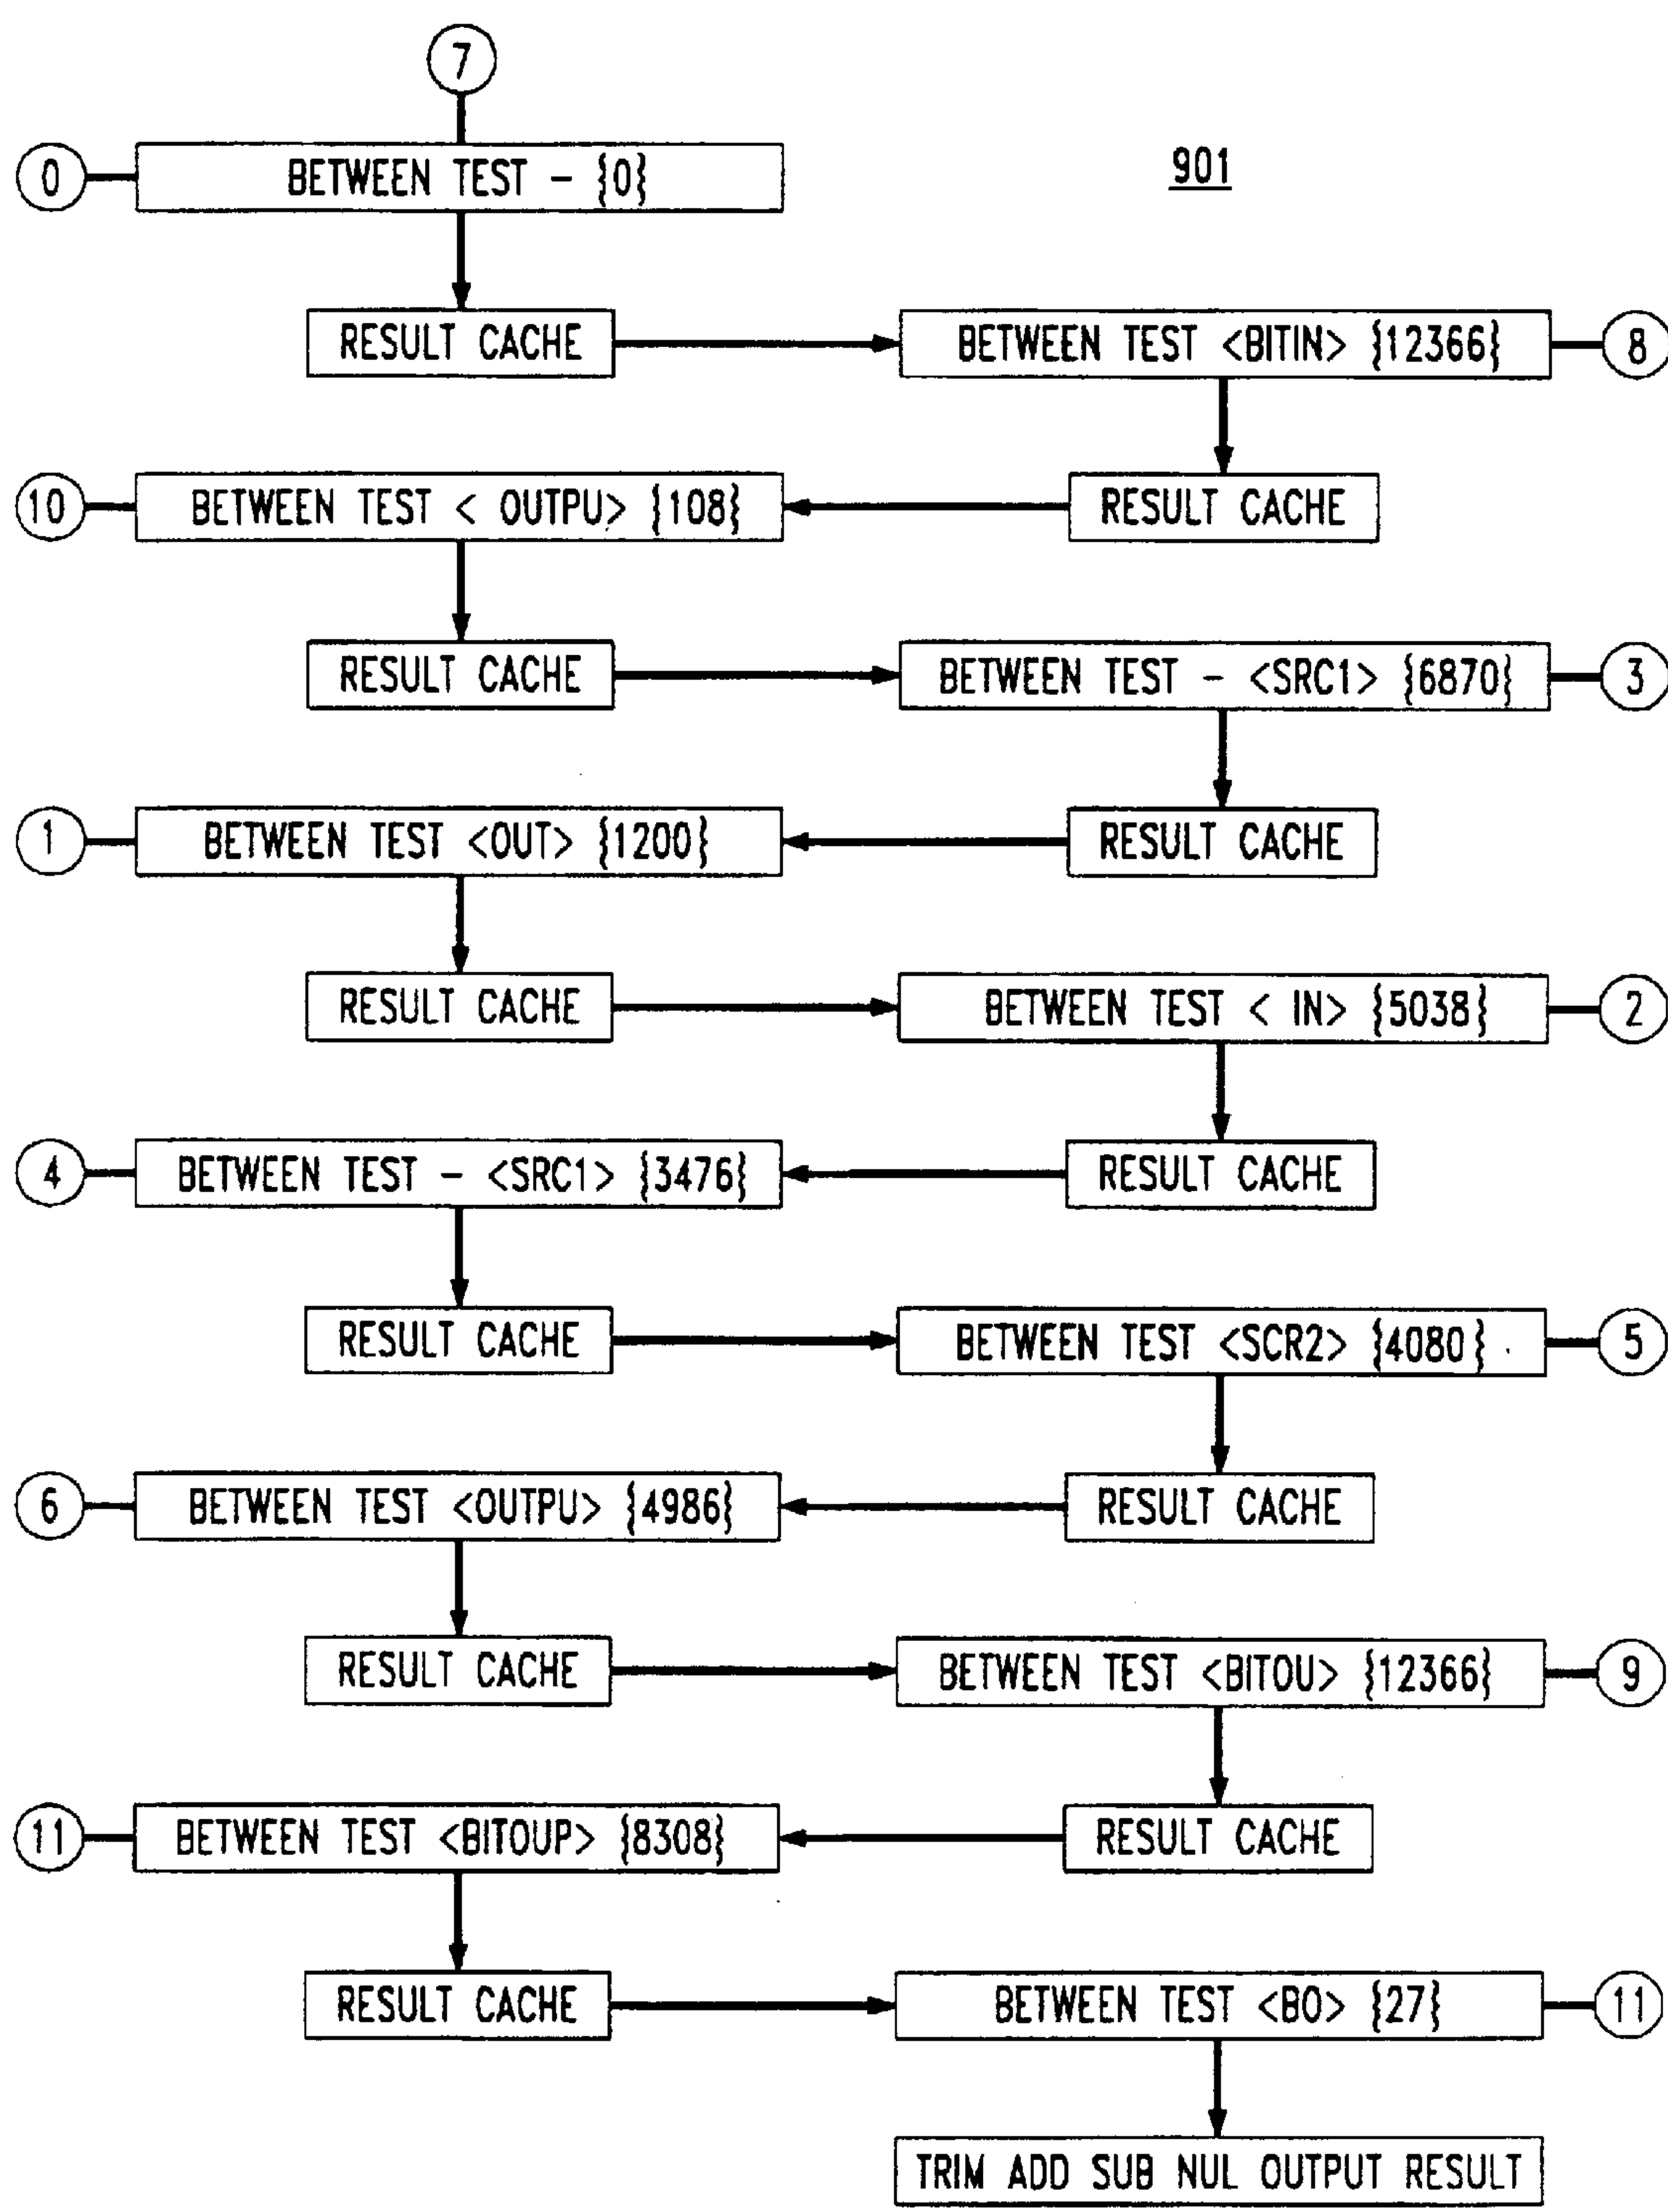 7
0 BETWEEN TEST - {0} 901
RESULT CACHE BETWEEN TEST <BITIN> {12366} 8
10 BETWEEN TEST < OUTPU> {108} RESULT CACHE
RESULT CACHE BETWEEN TEST - <SRC1> {6870} 3
1 BETWEEN TEST <OUT> {1200} RESULT CACHE
RESULT CACHE BETWEEN TEST < IN> {5038} 2
4 BETWEEN TEST - <SRC1> {3476} RESULT CACHE
RESULT CACHE BETWEEN TEST <SCR2> {4080} 5
6 BETWEEN TEST <OUTPU> {4986} RESULT CACHE
RESULT CACHE BETWEEN TEST <BITOU> {12366} 9
11 BETWEEN TEST <BITOUP> {8308} RESULT CACHE
RESULT CACHE BETWEEN TEST <BO> {27} 11
TRIM ADD SUB NUL OUTPUT RESULT